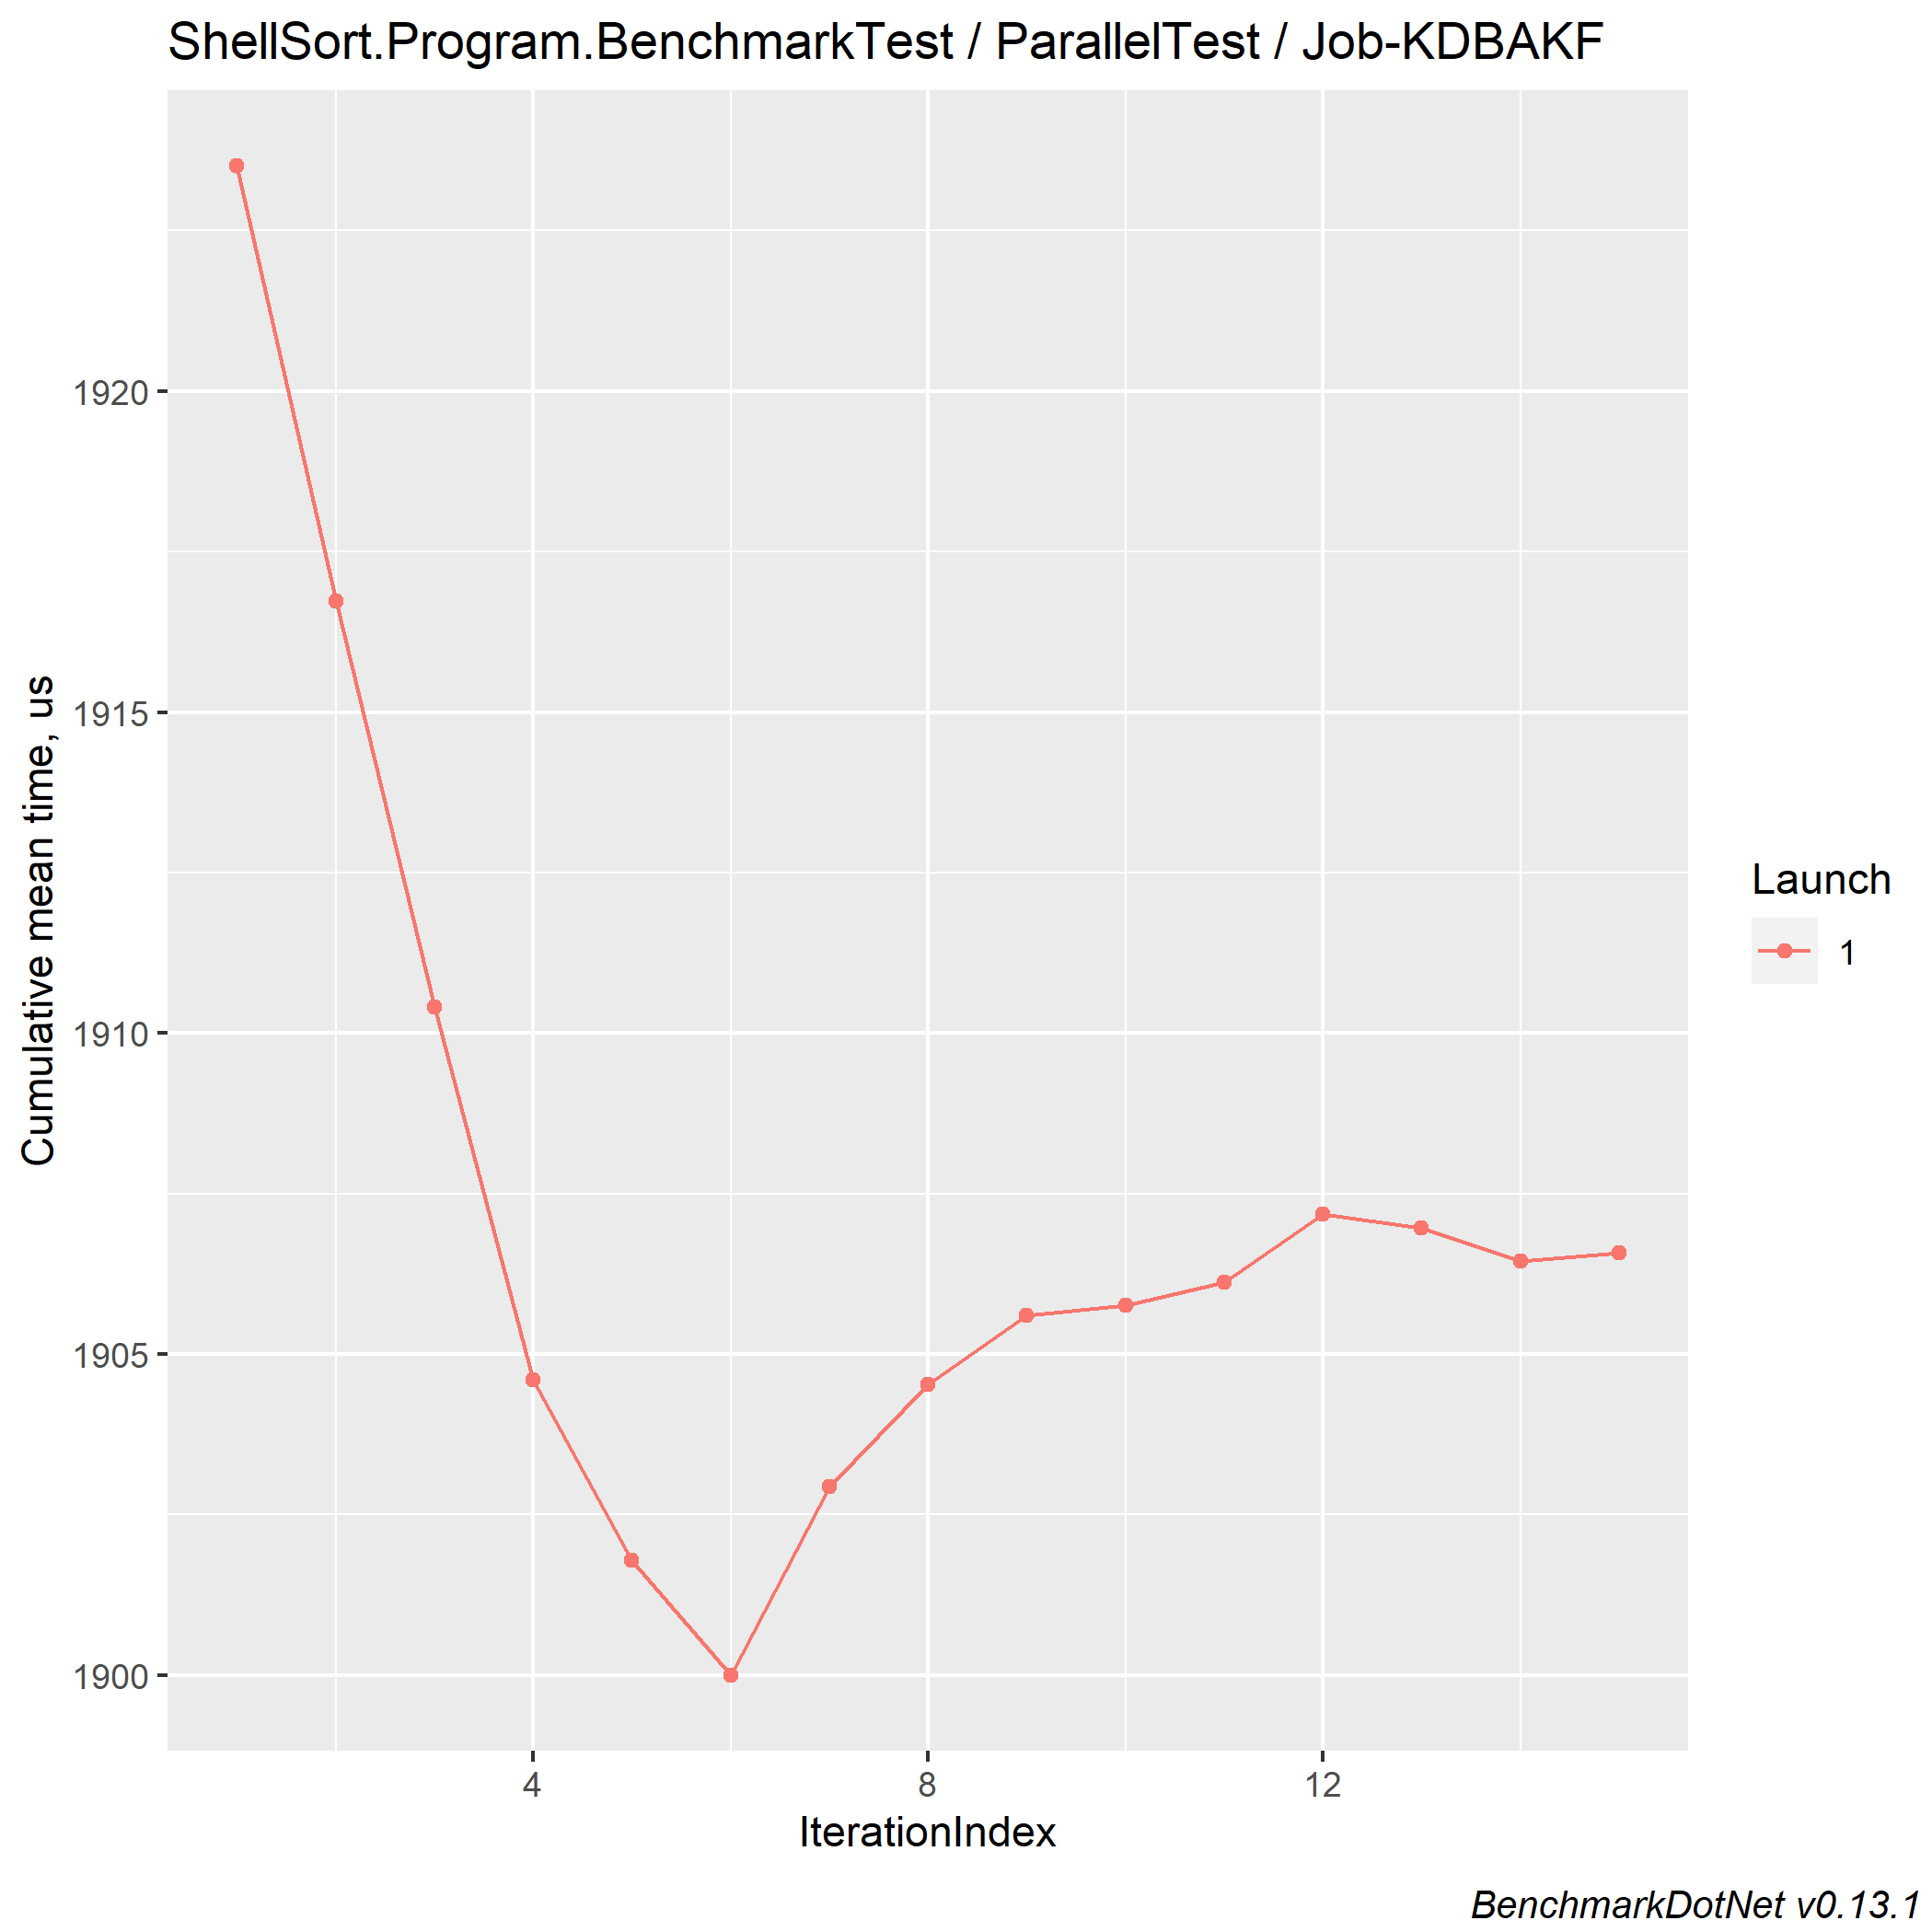 ShellSort.Program.BenchmarkTest / ParallelTest / Job-KDBAKF
Cumulative mean time, us
1920
1915
1910
1905
1900
4
8
12
IterationIndex
Launch
1
BenchmarkDotNet v0.13.1